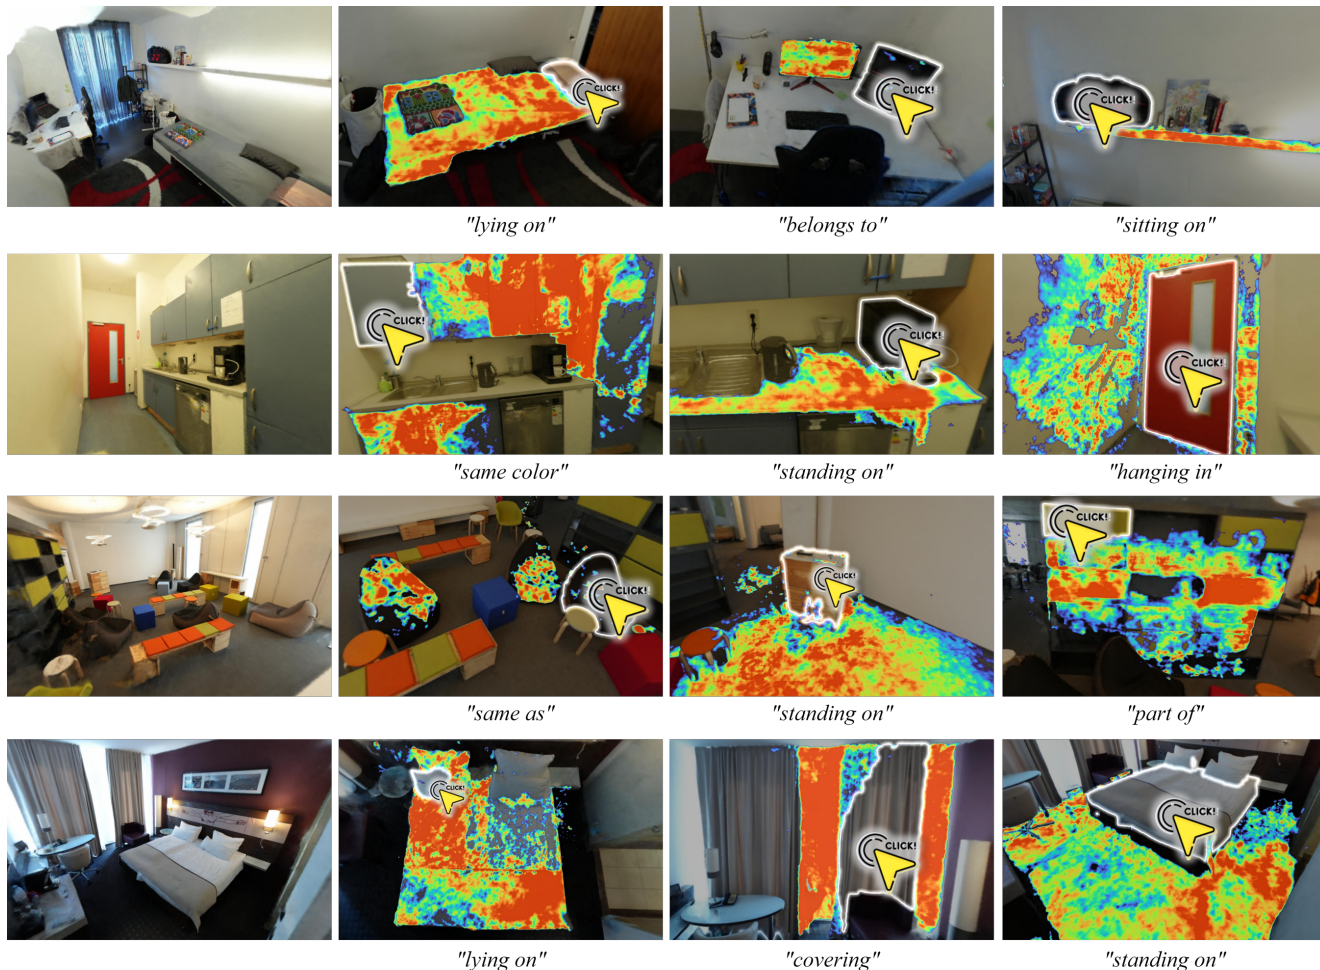 CLICK!
CLICK!
CLICK!
"lying on"
"belongs to"
"sitting on"
CLICK!
CLICK!
CLICK!
"same color"
"standing on"
"hanging in"
CLICK!
CLICK!
CLICK!
"same as"
"standing on"
"part of"
CLICK!
CLICK!
CLICK!
"lying on"
"covering"
"standing on"